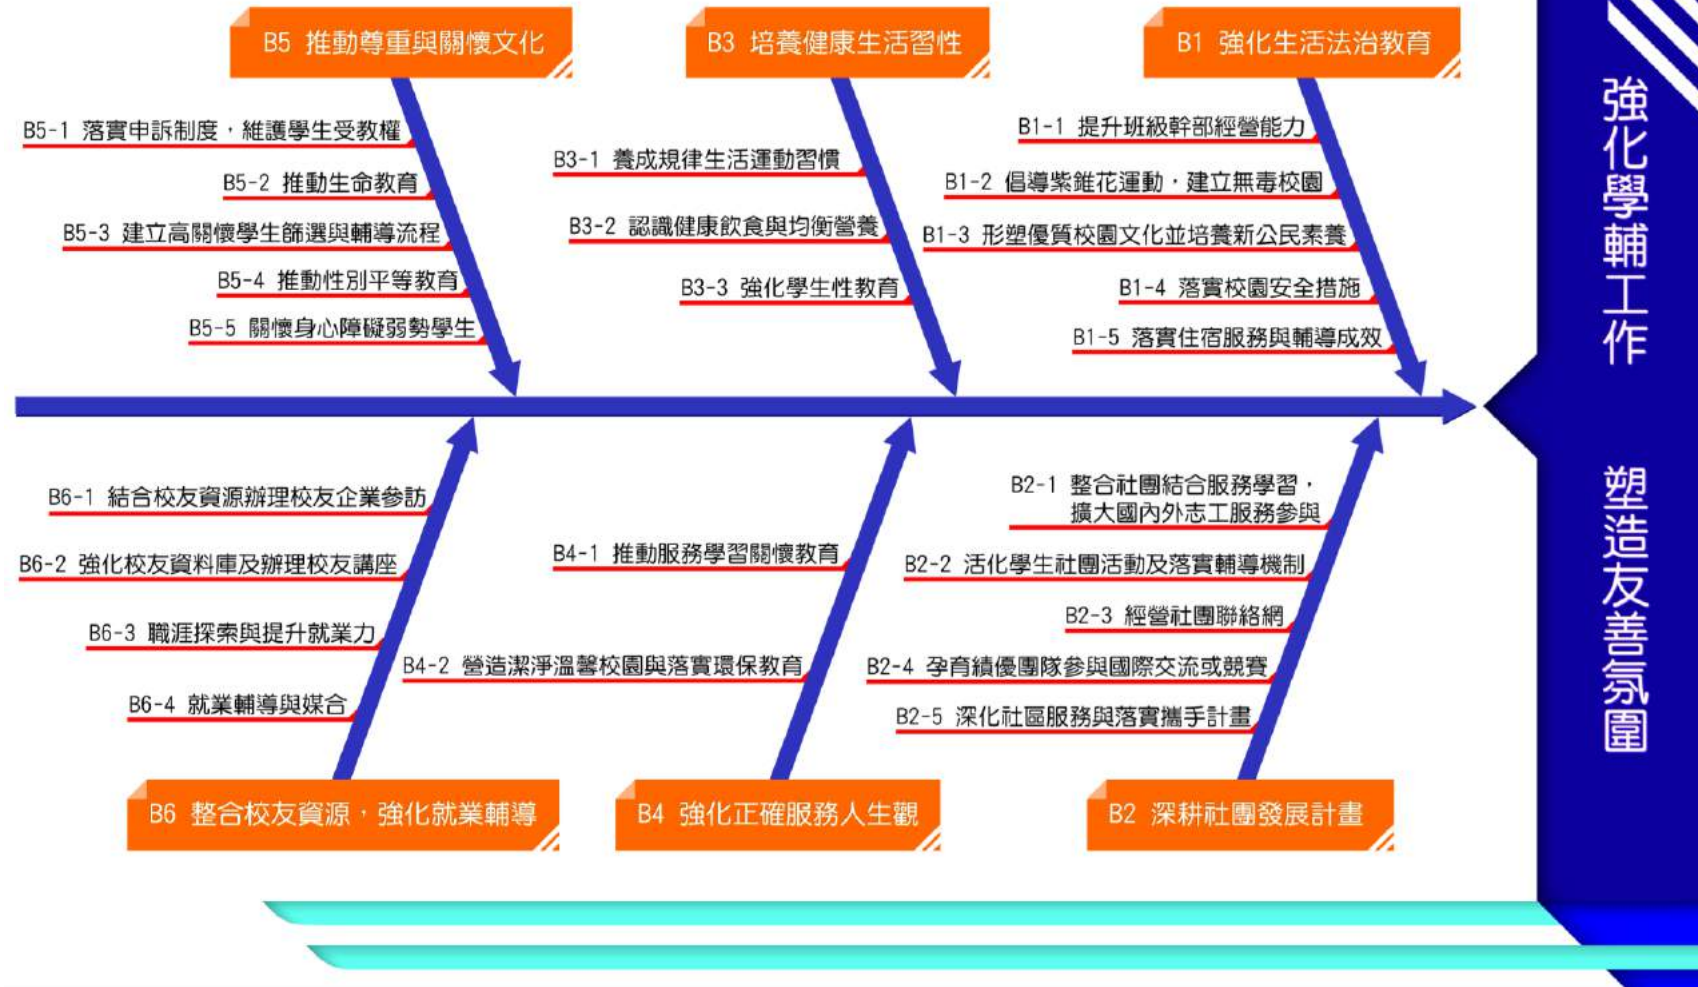 B5 推動尊重與關懷文化
B5-1 落實申訴制度，維護學生受教權
B5-2 推動生命教育
B5-3 建立高關懷學生篩選與輔導流程
B5-4 推動性別平等教育
B5-5 關懷身心障礙弱勢學生
B3 培養健康生活習性
B3-1 養成規律生活運動習慣
B3-2 認識健康飲食與均衡營養
B3-3 強化學生性教育
B1 強化生活法治教育
B1-1 提升班級幹部經營能力
B1-2 倡導紫錐花運動，建立無毒校園
B1-3 形塑優質校園文化並培養新公民素養
B1-4 落實校園安全措施
B1-5 落實住宿服務與輔導成效
B6-1 結合校友資源辦理校友企業參訪
B6-2 強化校友資料庫及辦理校友講座
B6-3 職涯探索與提升就業力
B6-4 就業輔導與媒合
B6 整合校友資源，強化就業輔導
B4-1 推動服務學習關懷教育
B4-2 營造潔淨溫馨校園與落實環保教育
B4 強化正確服務人生觀
B2-1 整合社團結合服務學習，
擴大國內外志工服務參與
B2-2 活化學生社團活動及落實輔導機制
B2-3 經營社團聯絡網
B2-4 孕育績優團隊參與國際交流或競賽
B2-5 深化社區服務與落實攜手計畫
B2 深耕社團發展計畫
強化學輔工作 塑造友善氛圍